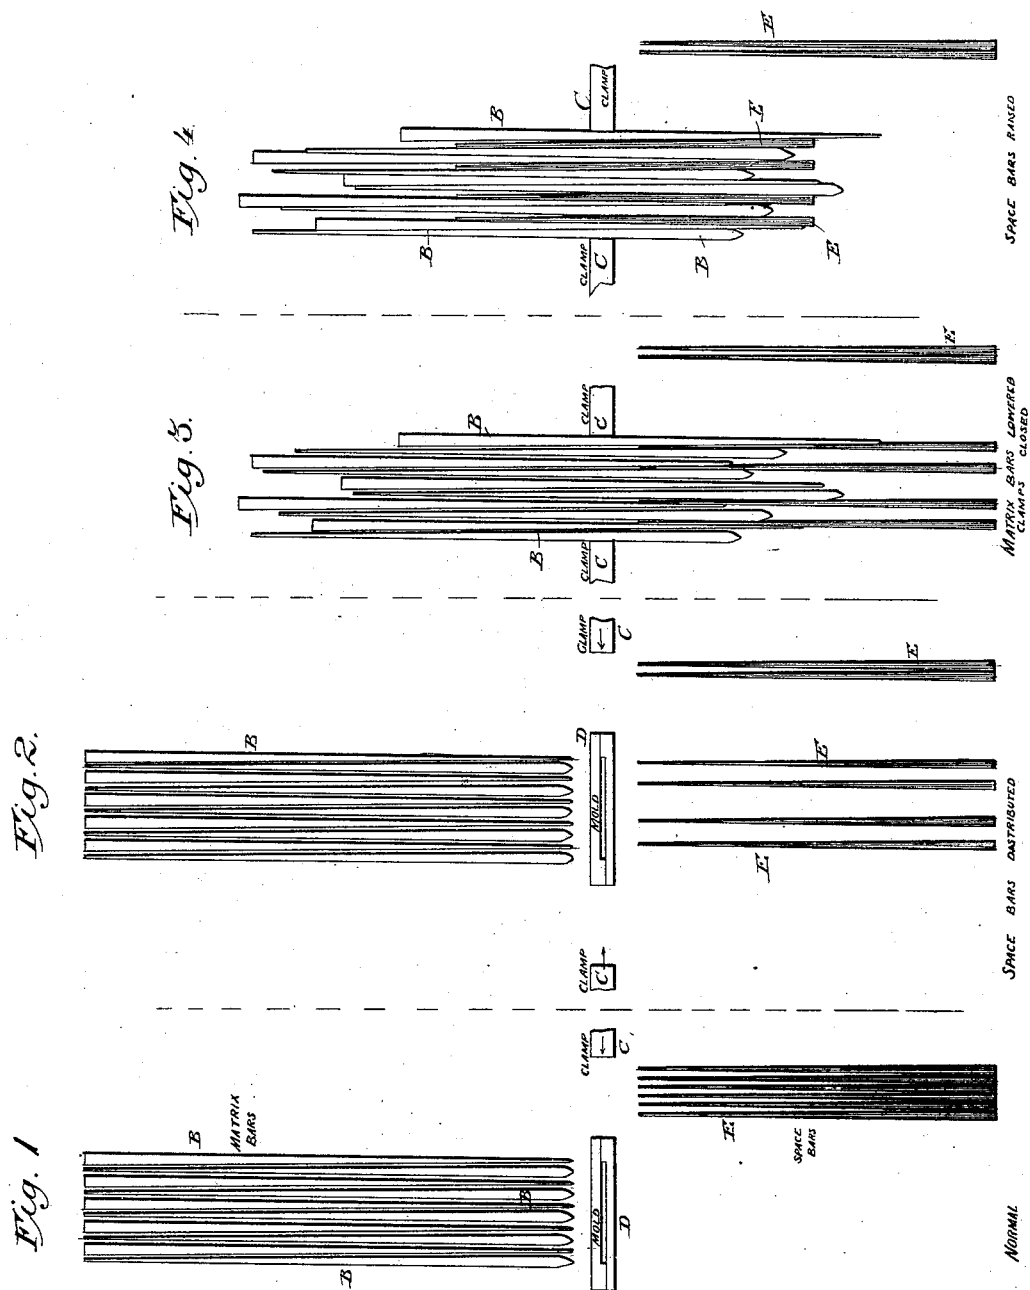 Fig. 1
B
MATRIX
BARS
B
B
CLAMP
C,
MOLD
D
E
SPACE
BARS
NORMAL
Fig. 2.
B
CLAMP
C
CLAMP
C
D
MOLD
E
E
E
SPACE BARS DISTRIBUTED
Fig. 3.
B
B
CLAMP
C
CLAMP
C
E
MATRIX BARS LOWERED
CLAMPS CLOSED
Fig. 4.
B
B
B
CLAMP
C
C
CLAMP
E
E
E
SPACE BARS RAISED